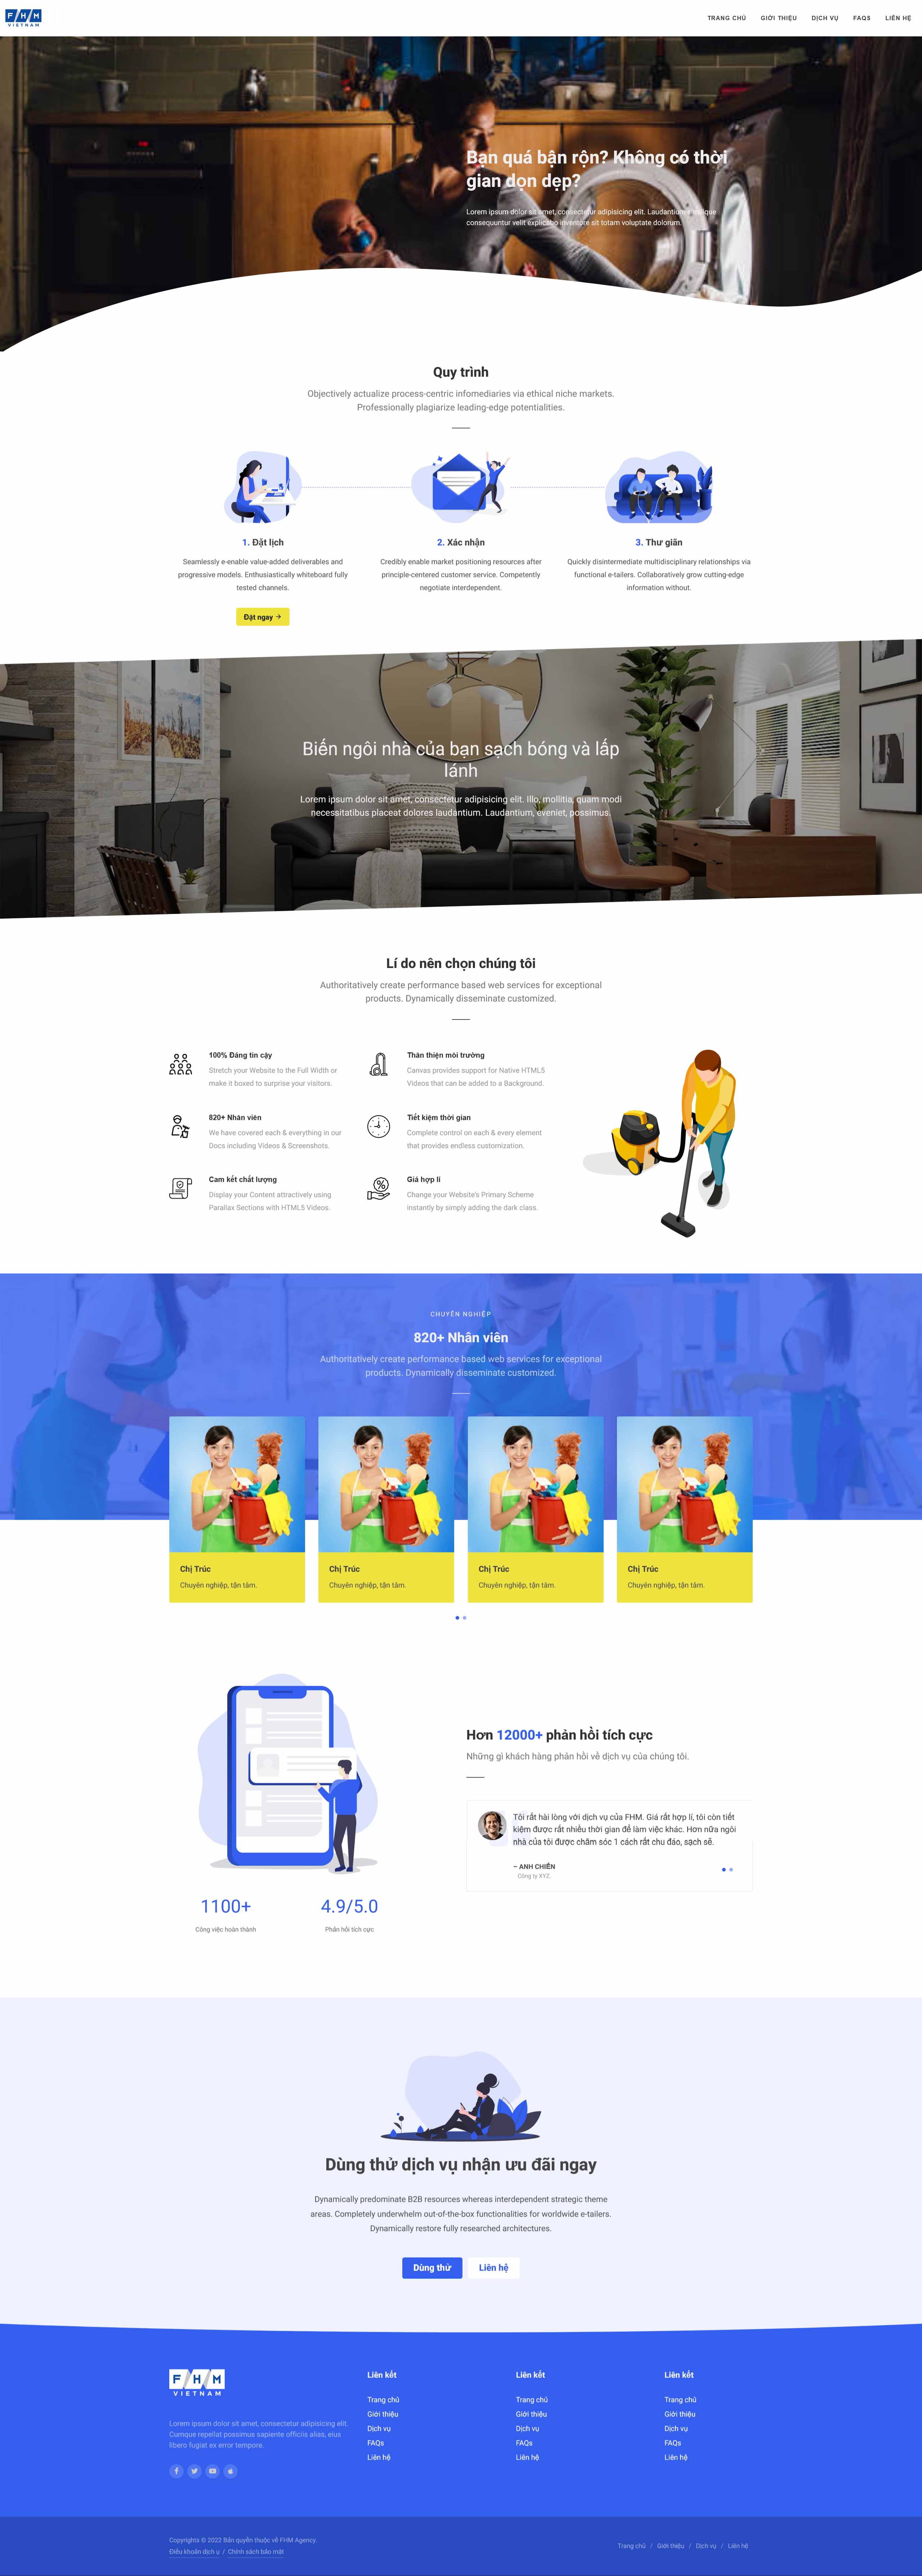 FHM
VIETNAM
TRANG CHỦ GIỚI THIỆU DỊCH VỤ FAQS LIÊN HỆ
Bạn quá bận rộn? Không có thời
gian dọn dẹp?
Lorem ipsum dolor sit amet, consectetur adipisicing elit. Laudantium similique
consequuntur velit explicabo inventore sit totam voluptate dolorum.
Quy trình
Objectively actualize process-centric infomediaries via ethical niche markets.
Professionally plagiarize leading-edge potentialities.
1. Đặt lịch
Seamlessly e-enable value-added deliverables and
progressive models. Enthusiastically whiteboard fully
tested channels.
Đặt ngay →
2. Xác nhận
Credibly enable market positioning resources after
principle-centered customer service. Competently
negotiate interdependent.
3. Thư giãn
Quickly disintermediate multidisciplinary relationships via
functional e-tailers. Collaboratively grow cutting-edge
information without.
Biến ngôi nhà của bạn sạch bóng và lấp
lánh
Lorem ipsum dolor sit amet, consectetur adipisicing elit. Illo, mollitia, quam modi
necessitatibus placeat dolores laudantium. Laudantium, eveniet, possimus.
Lí do nên chọn chúng tôi
Authoritatively create performance based web services for exceptional
products. Dynamically disseminate customized.
100% Đáng tin cậy
Stretch your Website to the Full Width or
make it boxed to surprise your visitors.
Thân thiện môi trường
Canvas provides support for Native HTML5
Videos that can be added to a Background.
820+ Nhân viên
We have covered each & everything in our
Docs including Videos & Screenshots.
Tiết kiệm thời gian
Complete control on each & every element
that provides endless customization.
Cam kết chất lượng
Display your Content attractively using
Parallax Sections with HTML5 Videos.
Giá hợp lí
Change your Website's Primary Scheme
instantly by simply adding the dark class.
CHUYÊN NGHIỆP
820+ Nhân viên
Authoritatively create performance based web services for exceptional
products. Dynamically disseminate customized.
Chị Trúc
Chuyên nghiệp, tận tâm.
Chị Trúc
Chuyên nghiệp, tận tâm.
Chị Trúc
Chuyên nghiệp, tận tâm.
Chị Trúc
Chuyên nghiệp, tận tâm.
1100+
Công việc hoàn thành
4.9/5.0
Phản hồi tích cực
Hơn 12000+ phản hồi tích cực
Những gì khách hàng phản hồi về dịch vụ của chúng tôi.
Tôi rất hài lòng với dịch vụ của FHM. Giá rất hợp lí, tôi còn tiết
kiệm được rất nhiều thời gian để làm việc khác. Hơn nữa ngôi
nhà của tôi được chăm sóc 1 cách rất chu đáo, sạch sẽ.
– ANH CHIẾN
Công ty XYZ.
Dùng thử dịch vụ nhận ưu đãi ngay
Dynamically predominate B2B resources whereas interdependent strategic theme
areas. Completely underwhelm out-of-the-box functionalities for worldwide e-tailers.
Dynamically restore fully researched architectures.
Dùng thử Liên hệ
FHM
VIETNAM
Lorem ipsum dolor sit amet, consectetur adipisicing elit.
Cumque repellat possimus sapiente officiis alias, eius
libero fugiat ex error tempore.
Liên kết
Trang chủ
Giới thiệu
Dịch vụ
FAQs
Liên hệ
Liên kết
Trang chủ
Giới thiệu
Dịch vụ
FAQs
Liên hệ
Liên kết
Trang chủ
Giới thiệu
Dịch vụ
FAQs
Liên hệ
Copyrights © 2022 Bản quyền thuộc về FHM Agency.
Điều khoản dịch ụ / Chính sách bảo mật
Trang chủ / Giới thiệu / Dịch vụ / Liên hệ